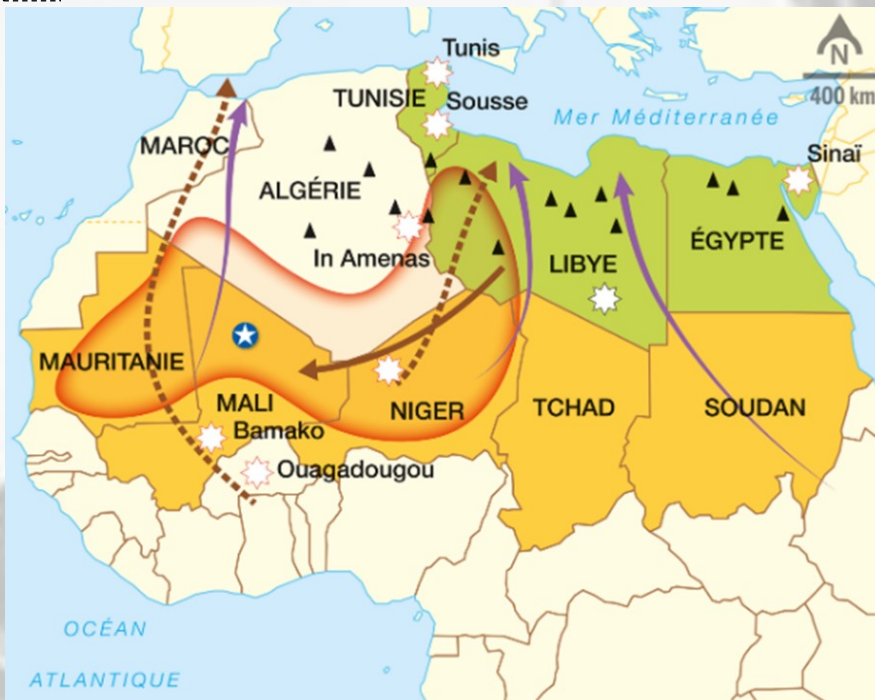 Tunis
N
TUNISIE
Sousse
400 km
Mer Méditerranée
MAROC
Sinaï
ALGÉRIE
In Amenas
LIBYE
ÉGYPTE
MAURITANIE
MALI
NIGER
TCHAD
SOUDAN
Bamako
Ouagadougou
OCÉAN
ATLANTIQUE